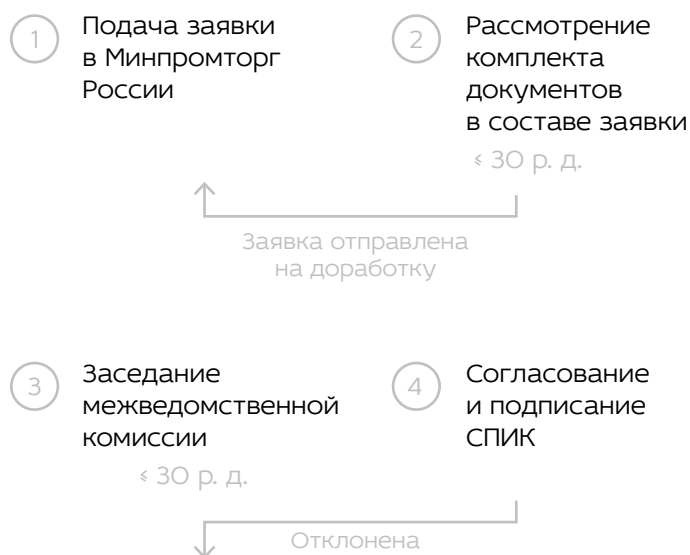 1
Подача заявки
в Минпромторг
России
2
Рассмотрение
комплекта
документов
в составе заявки
≤ 30 р. д.
Заявка отправлена
на доработку
3
Заседание
межведомственной
комиссии
≤ 30 р. д.
4
Согласование
и подписание
СПИК
Отклонена